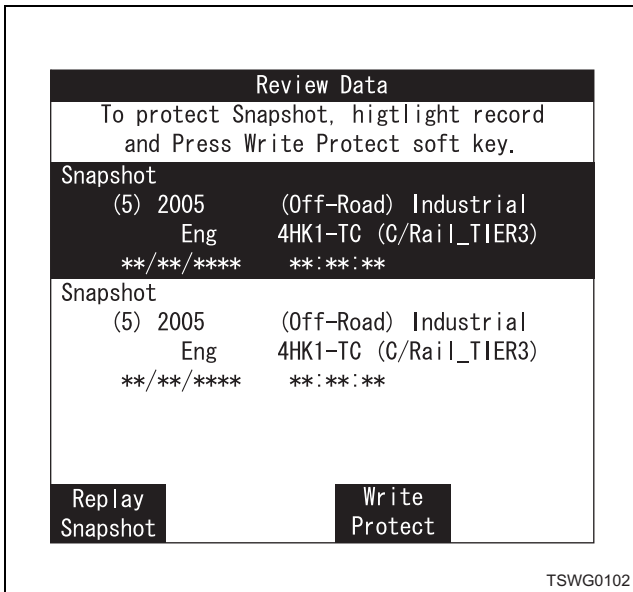 Review Data
To protect Snapshot, higtlight record
and Press Write Protect soft key.
Snapshot
(5) 2005 (Off-Road) Industrial
Eng 4HK1-TC (C/Rail_TIER3)
**/**/**** **:**:**
Snapshot
(5) 2005 (Off-Road) Industrial
Eng 4HK1-TC (C/Rail_TIER3)
**/**/**** **:**:**
Replay Write
Snapshot Protect
TSWG0102